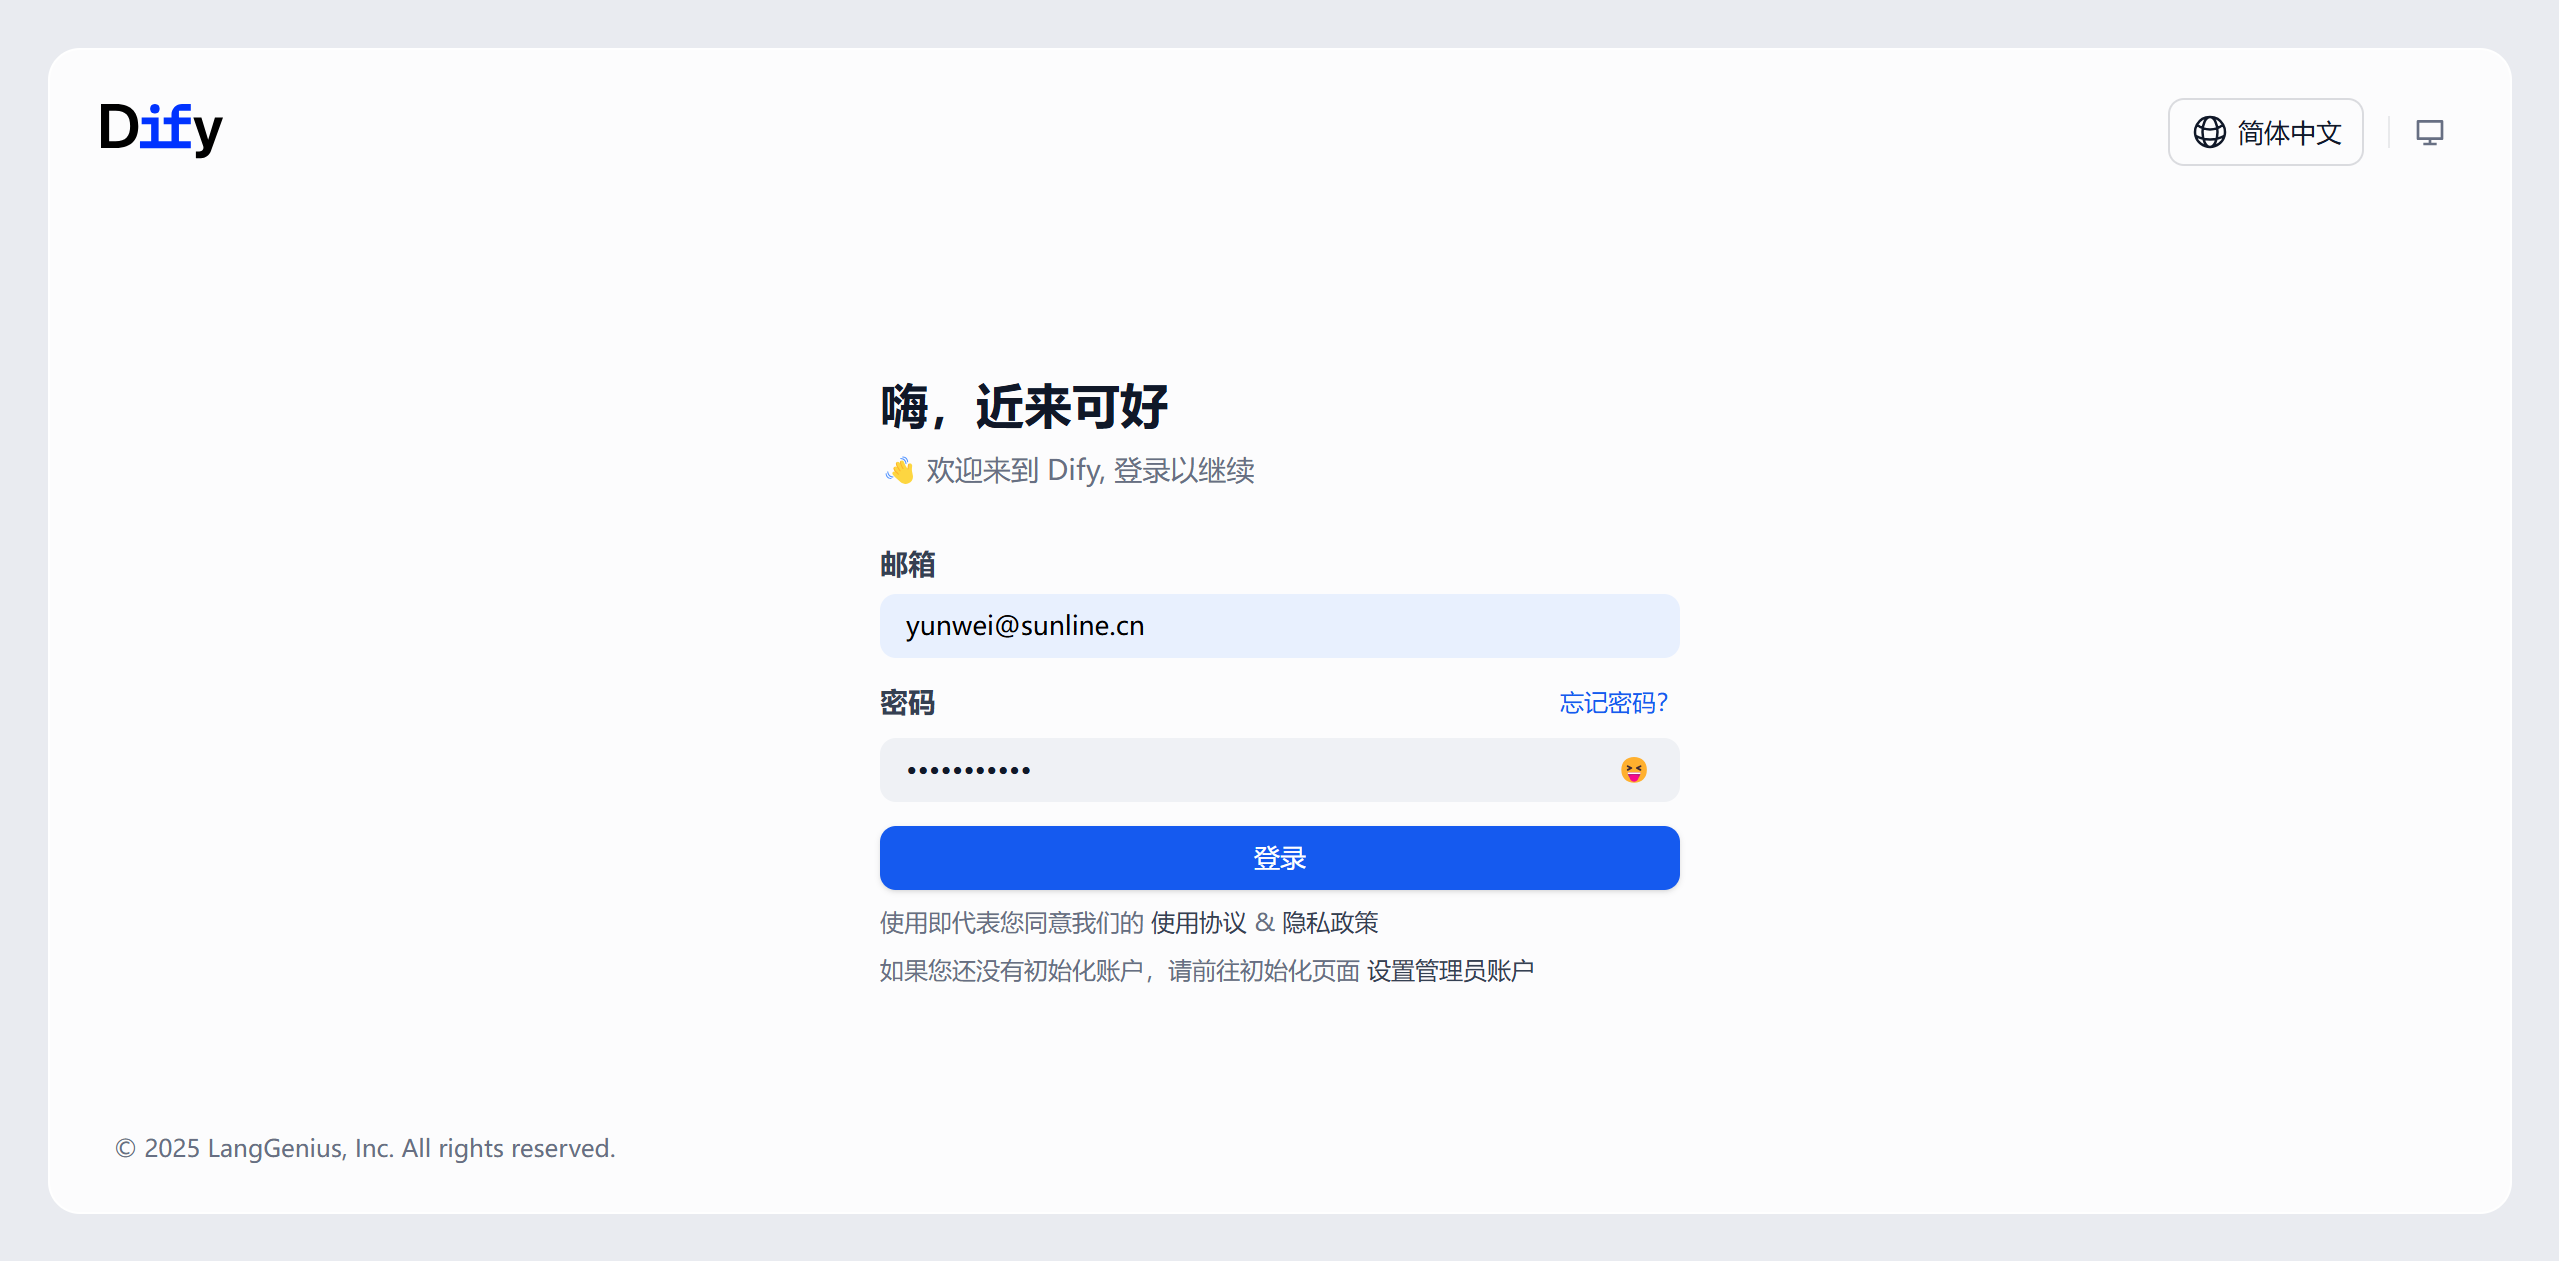 Dify
简体中文
嗨，近来可好
👋 欢迎来到 Dify, 登录以继续
邮箱
yunwei@sunline.cn
密码
忘记密码？
•••••••••••
登录
使用即代表您同意我们的 使用协议 & 隐私政策
如果您还没有初始化账户，请前往初始化页面 设置管理员账户
© 2025 LangGenius, Inc. All rights reserved.